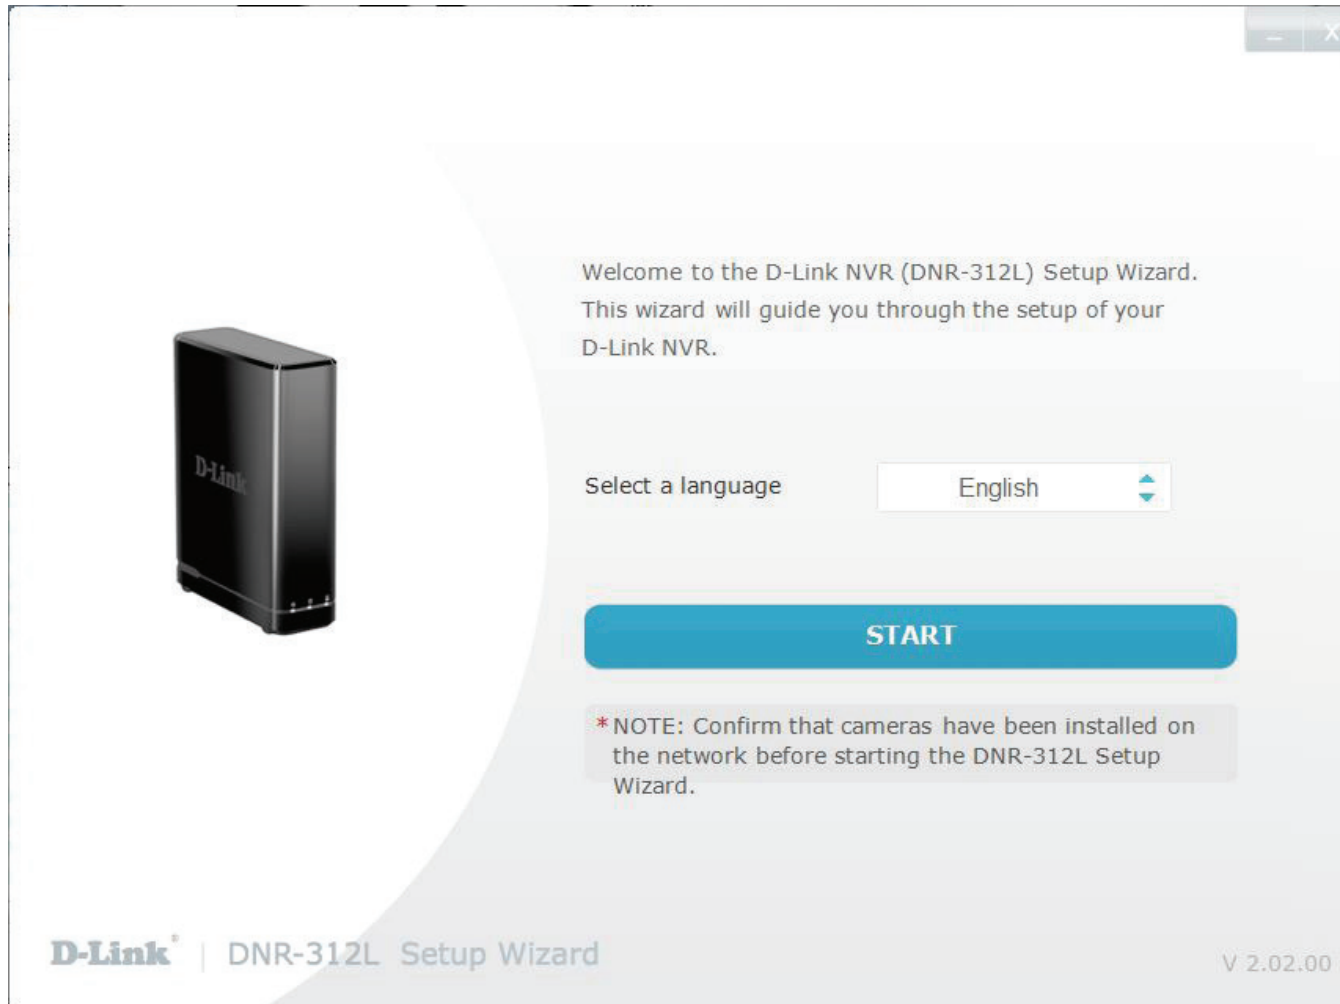 _ X
Welcome to the D-Link NVR (DNR-312L) Setup Wizard.
This wizard will guide you through the setup of your
D-Link NVR.
D-Link
Select a language English
START
*NOTE: Confirm that cameras have been installed on
the network before starting the DNR-312L Setup
Wizard.
D-Link® | DNR-312L Setup Wizard
V 2.02.00